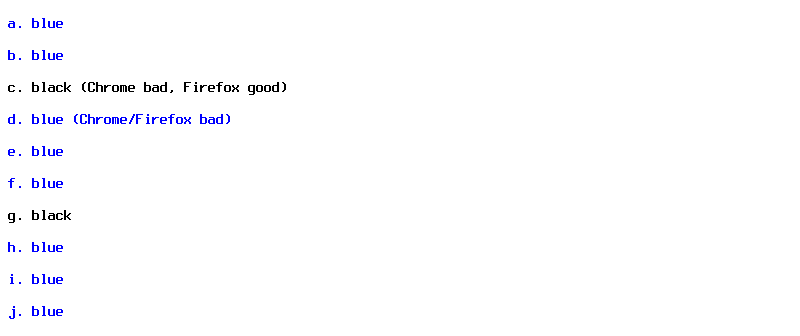 a. blue
b. blue
c. black (Chrome bad, Firefox good)
d. blue (Chrome/Firefox bad)
e. blue
f. blue
g. black
h. blue
i. blue
j. blue